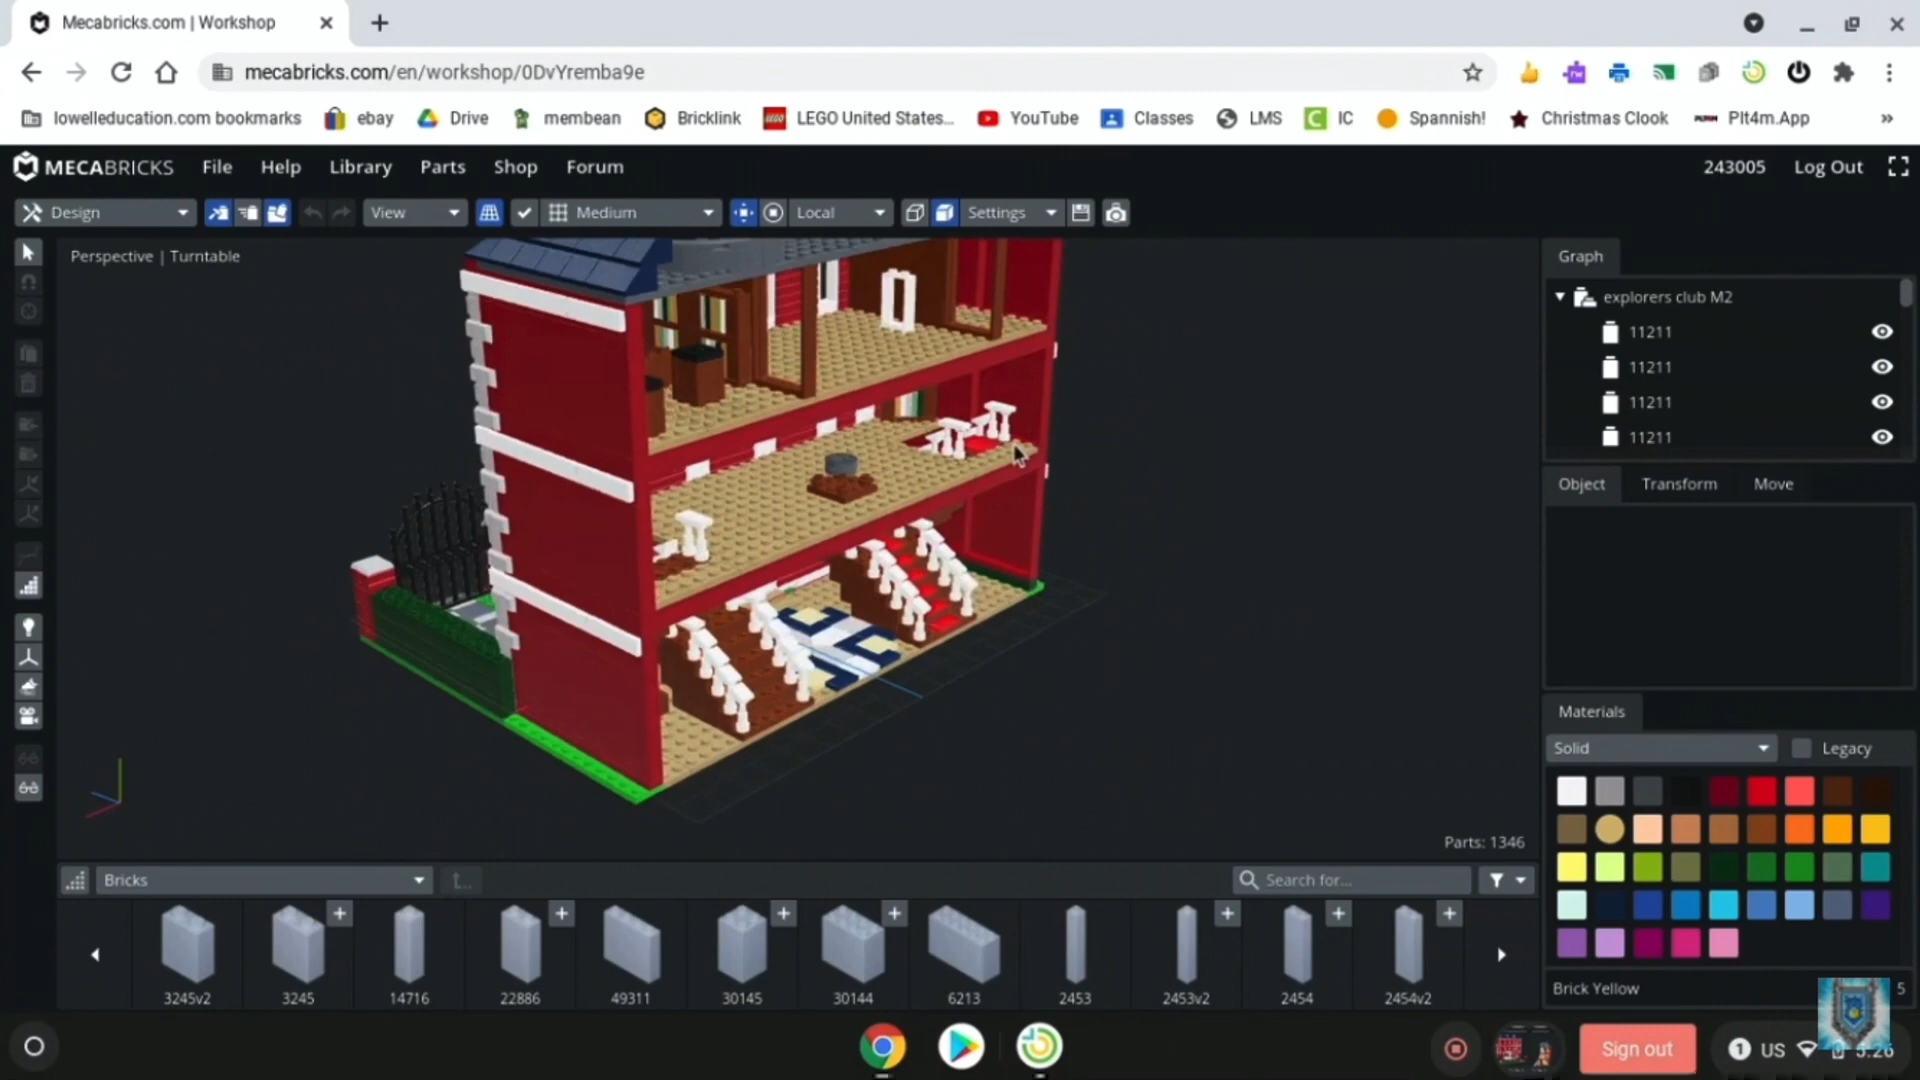 Mecabricks.com | Workshop
mecabricks.com/en/workshop/0DvYremba9e
lowelleducation.com bookmarks ebay Drive membean Bricklink LEGO United States... YouTube Classes LMS IC Spannish! Christmas Clook Plt4m.App »
MECABRICKS File Help Library Parts Shop Forum 243005 Log Out
Design View Medium Local Settings
Perspective | Turntable
Graph
explorers club M2
11211
11211
11211
11211
Object Transform Move
Materials
Solid Legacy
Parts: 1346
Bricks Search for...
3245v2 3245 14716 22886 49311 30145 30144 6213 2453 2453v2 2454 2454v2
Brick Yellow 5
Sign out 1 US 5:26